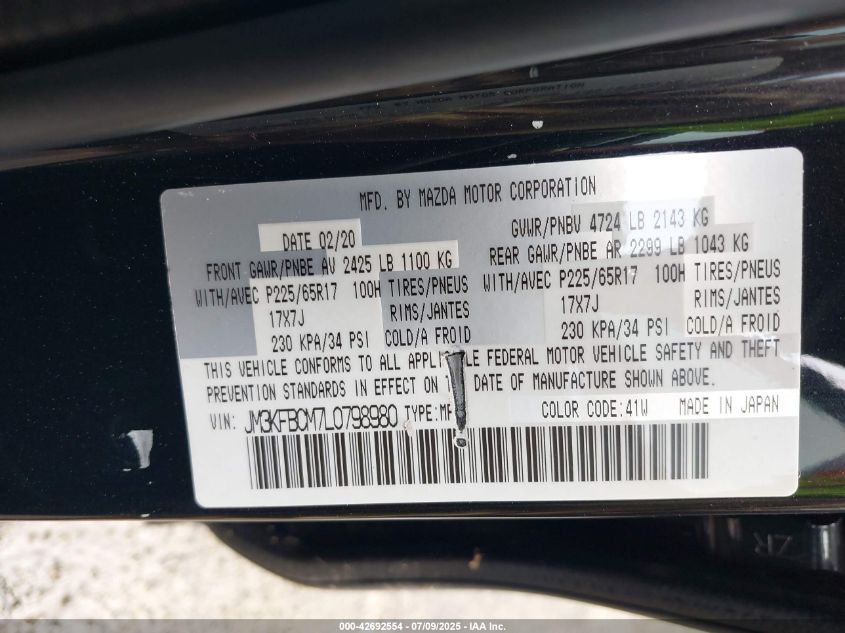 MFD. BY MAZDA MOTOR CORPORATION
DATE 02/20 GVWR/PNBV 4724 LB 2143 KG
FRONT GAWR/PNBE AV 2425 LB 1100 KG REAR GAWR/PNBE AR 2299 LB 1043 KG
WITH/AVEC P225/65R17 100H TIRES/PNEUS WITH/AVEC P225/65R17 100H TIRES/PNEUS
17X7J RIMS/JANTES 17X7J RIMS/JANTES
230 KPA/34 PSI COLD/A FROID 230 KPA/34 PSI COLD/A FROID
THIS VEHICLE CONFORMS TO ALL FEDERAL MOTOR VEHICLE SAFETY AND THEFT
PREVENTION STANDARDS IN EFFECT ON THE DATE OF MANUFACTURE SHOWN ABOVE.
VIN: JM3KFBCM7L0798980 TYPE: COLOR CODE:41W MADE IN JAPAN
000-42692554 | 07/09/2025 | IAA Inc.